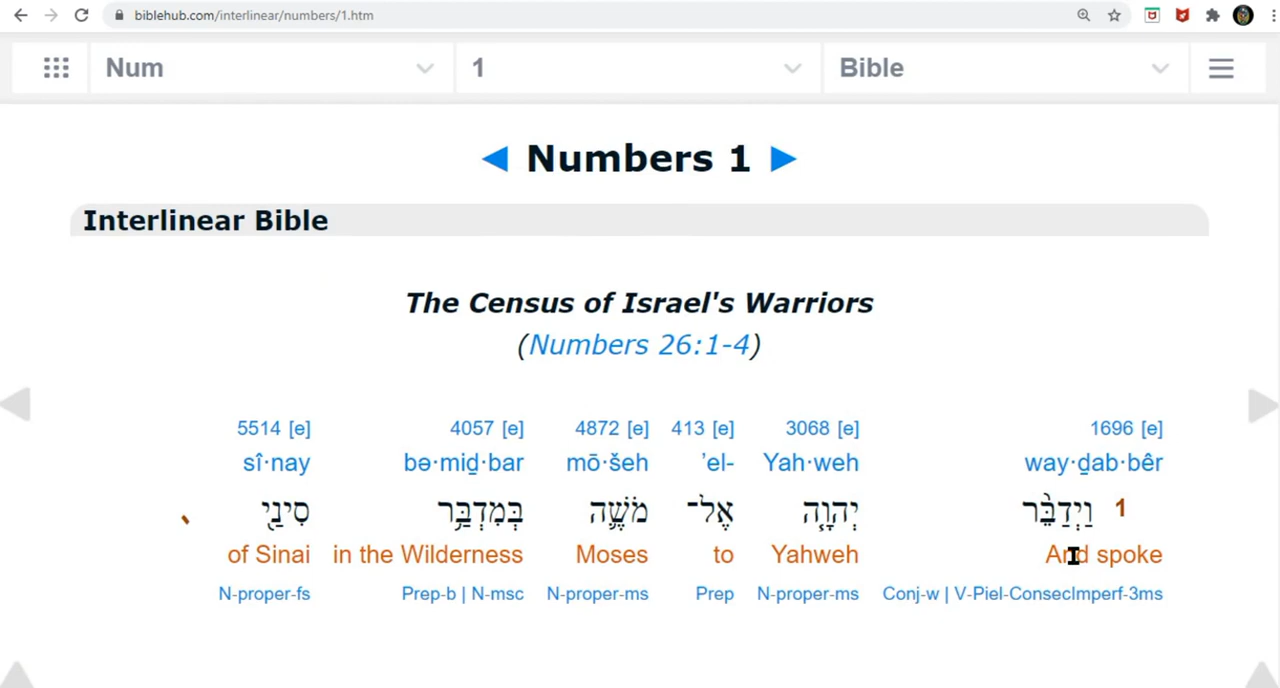 biblehub.com/interlinear/numbers/1.htm
Num 1 Bible
◀ Numbers 1 ▶
Interlinear Bible
The Census of Israel's Warriors
(Numbers 26:1-4)
5514 [e] 4057 [e] 4872 [e] 413 [e] 3068 [e] 1696 [e]
sî·nay bə·miḏ·bar mō·šeh ’el- Yah·weh way·ḏab·bêr
1 וַיְדַבֵּ֨ר יְהוָ֧ה אֶל־ מֹשֶׁ֛ה בְּמִדְבַּ֥ר סִינַ֖י
of Sinai in the Wilderness Moses to Yahweh And spoke
N-proper-fs Prep-b | N-msc N-proper-ms Prep N-proper-ms Conj-w | V-Piel-ConsecImperf-3ms